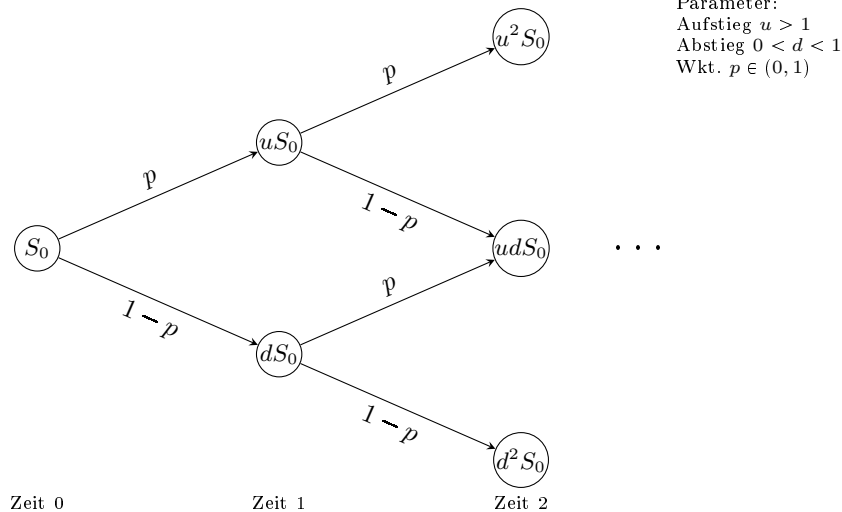 Parameter:
Aufstieg u > 1
Abstieg 0 < d < 1
Wkt. p ∈ (0, 1)
u²S₀
p
uS₀
p
1 − p
S₀
udS₀
. . .
1 − p
p
dS₀
1 − p
d²S₀
Zeit 0
Zeit 1
Zeit 2